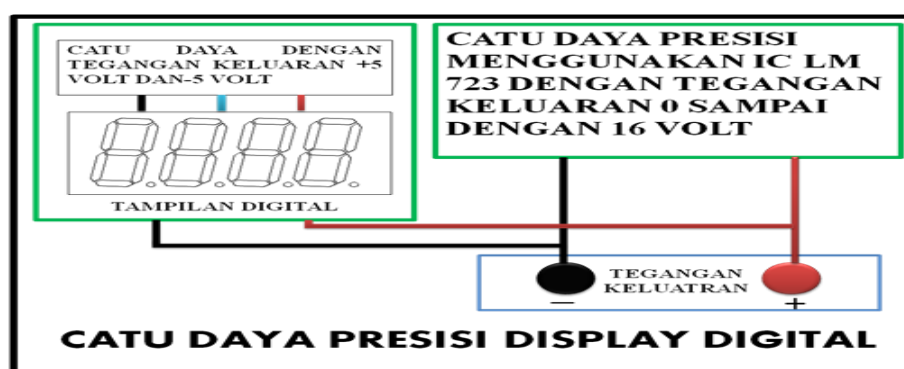 CATU DAYA DENGAN
TEGANGAN KELUARAN +5
VOLT DAN-5 VOLT
TAMPILAN DIGITAL
CATU DAYA PRESISI
MENGGUNAKAN IC LM
723 DENGAN TEGANGAN
KELUARAN 0 SAMPAI
DENGAN 16 VOLT
TEGANGAN
KELUATRAN
− +
CATU DAYA PRESISI DISPLAY DIGITAL